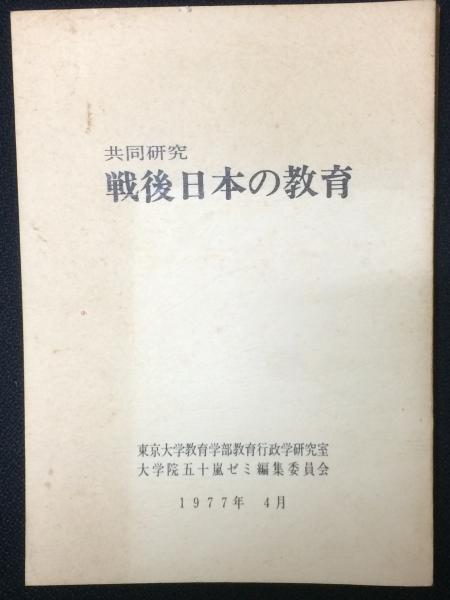 共同研究
戦後日本の教育
東京大学教育学部教育行政学研究室
大学院五十嵐ゼミ編集委員会
1977年 4月